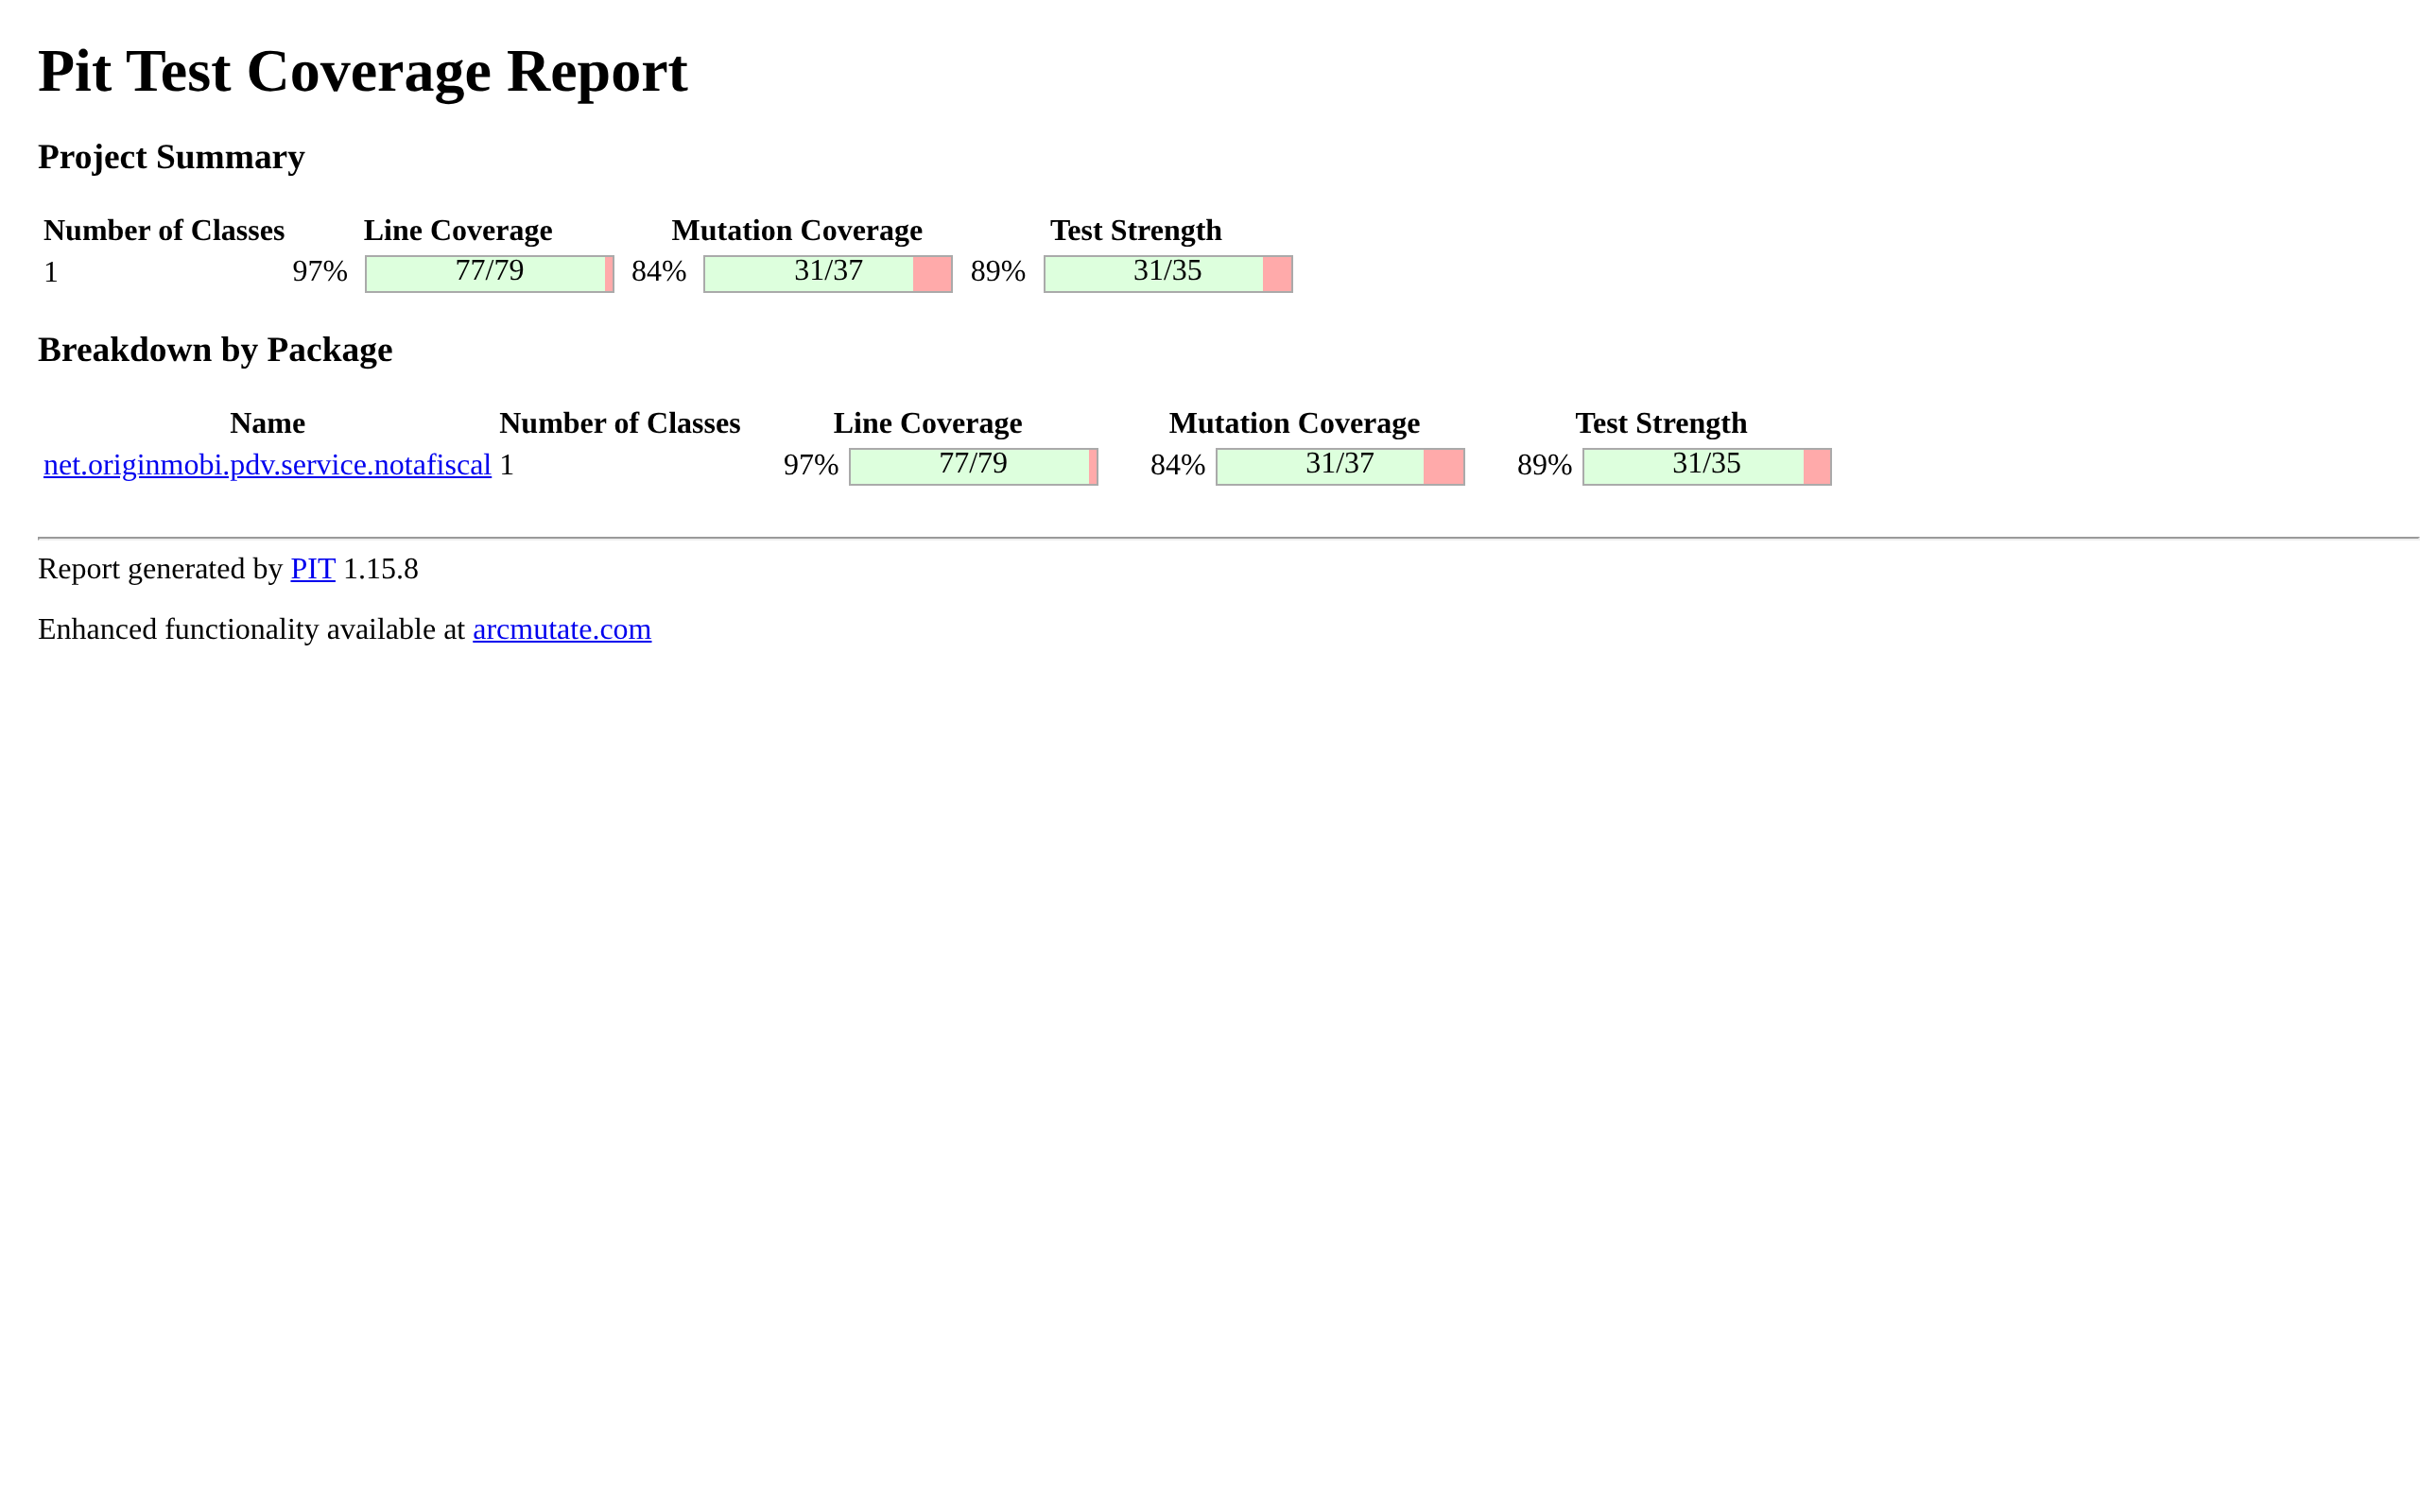 Pit Test Coverage Report
Project Summary
Number of Classes Line Coverage Mutation Coverage Test Strength
1 97% 77/79 84% 31/37 89% 31/35
Breakdown by Package
Name Number of Classes Line Coverage Mutation Coverage Test Strength
net.originmobi.pdv.service.notafiscal 1 97% 77/79 84% 31/37 89% 31/35
Report generated by PIT 1.15.8
Enhanced functionality available at arcmutate.com